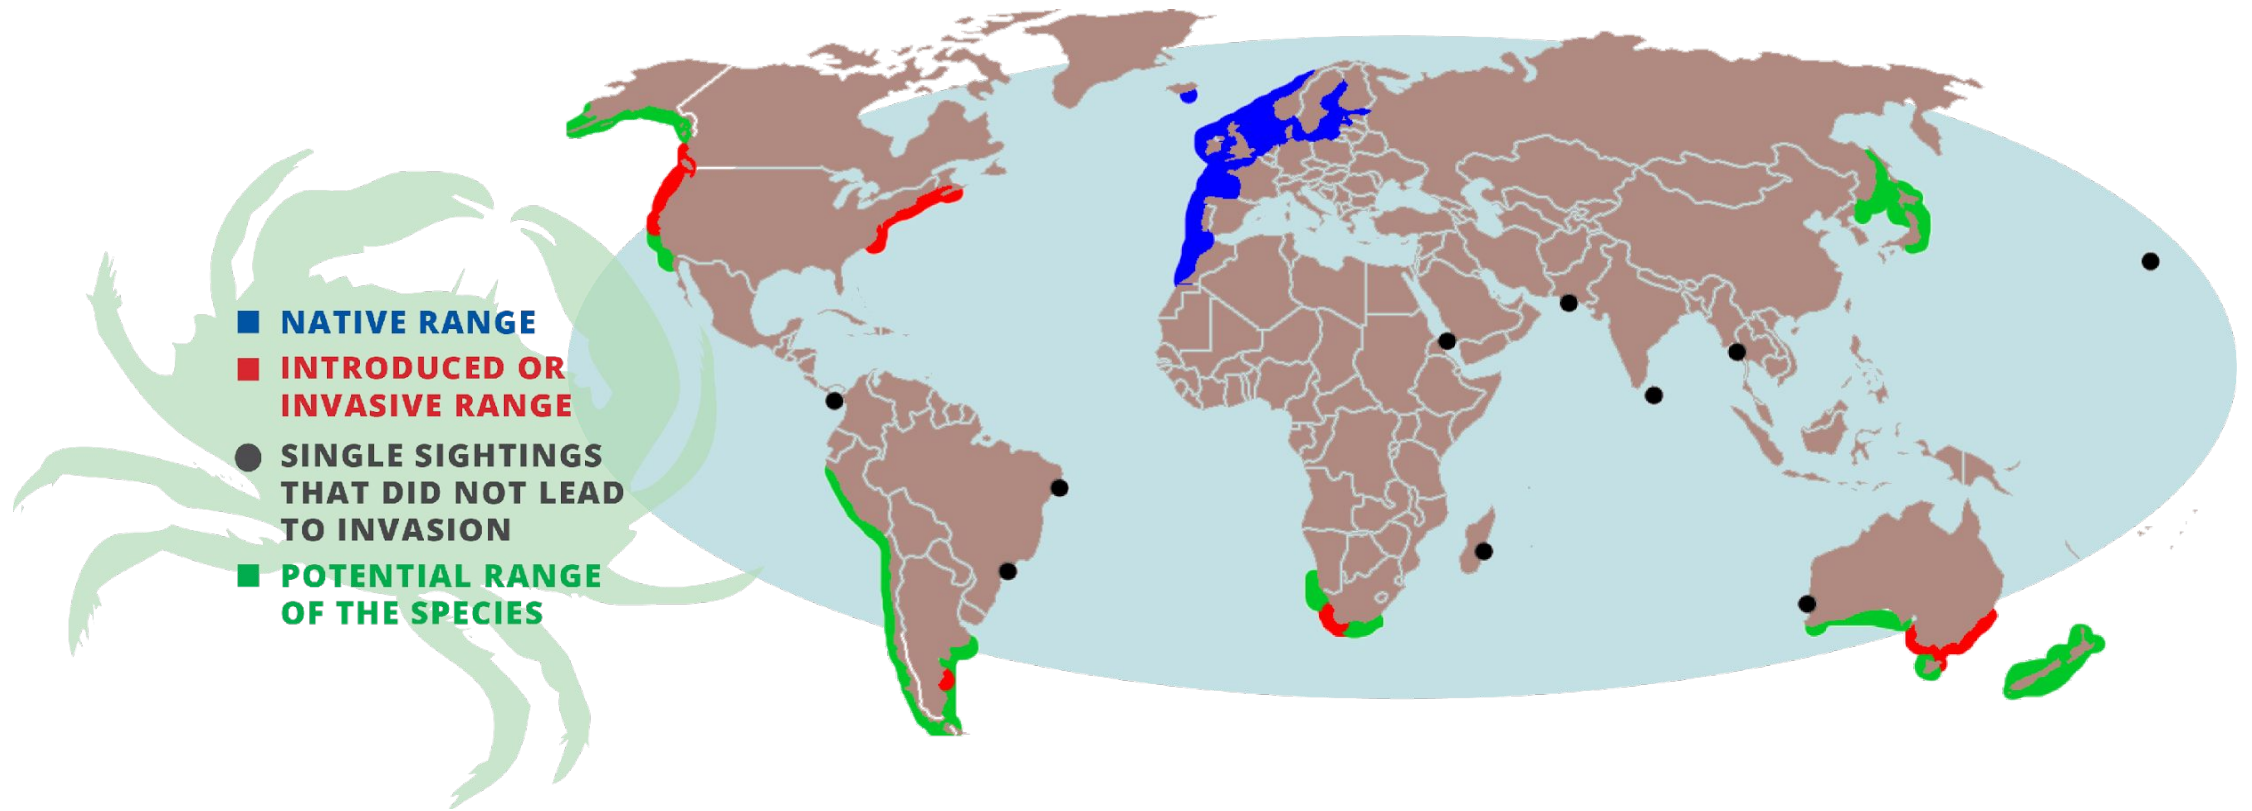 NATIVE RANGE
INTRODUCED OR
INVASIVE RANGE
SINGLE SIGHTINGS
THAT DID NOT LEAD
TO INVASION
POTENTIAL RANGE
OF THE SPECIES